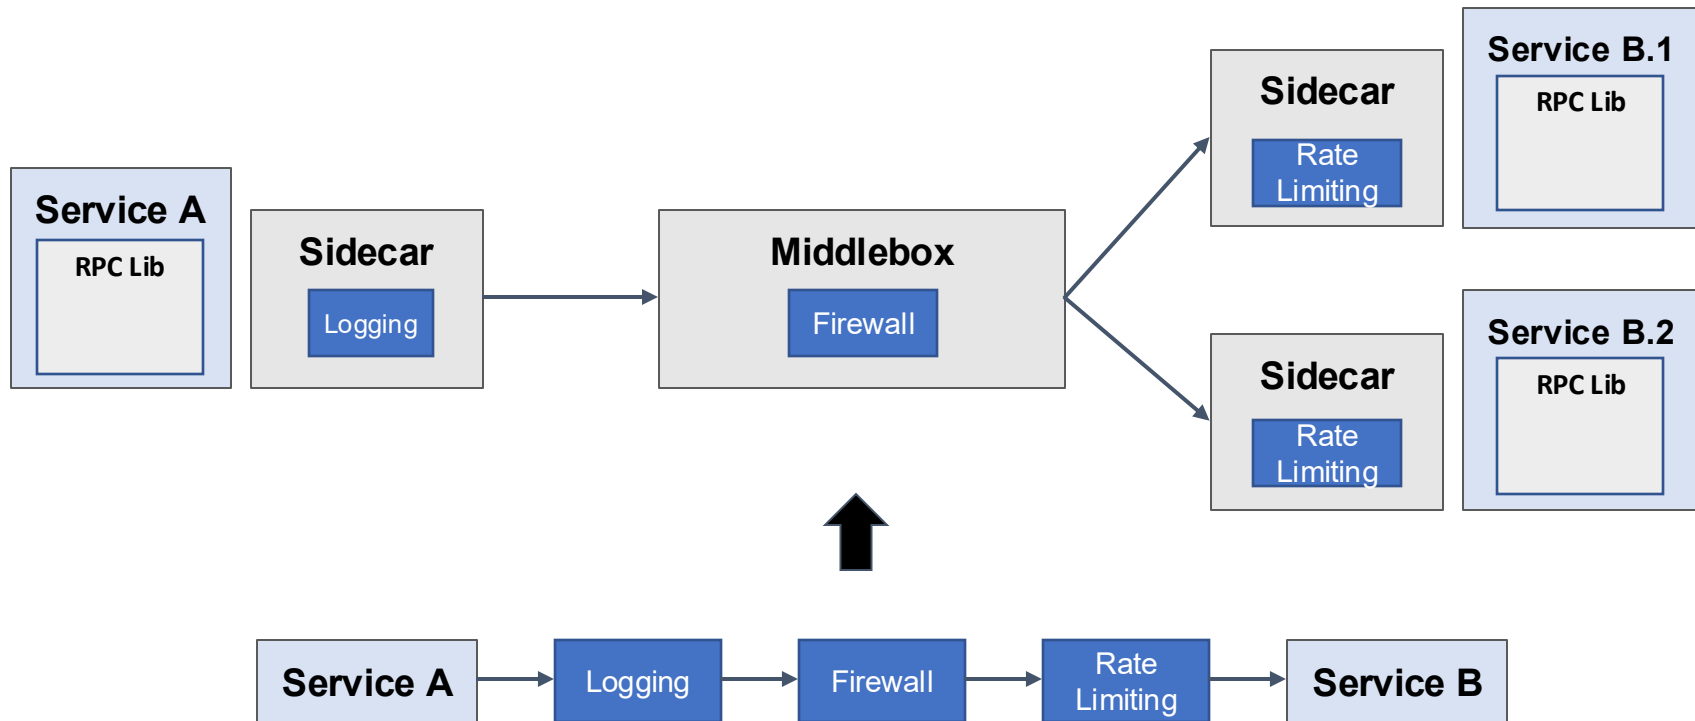 Service A
RPC Lib
Sidecar
Logging
Middlebox
Firewall
Sidecar
Rate
Limiting
Service B.1
RPC Lib
Sidecar
Rate
Limiting
Service B.2
RPC Lib
Service A
Logging
Firewall
Rate
Limiting
Service B